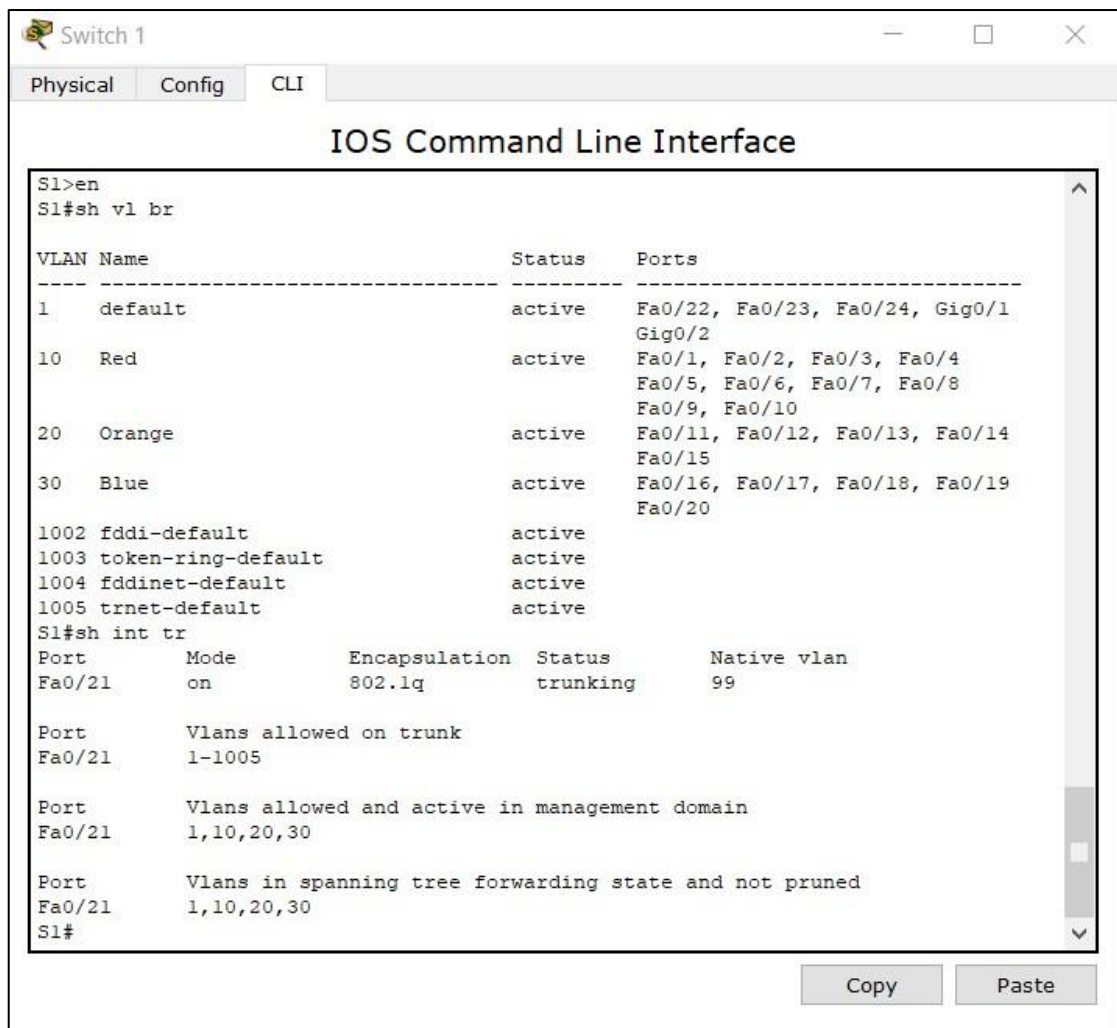 Switch 1
Physical Config CLI
IOS Command Line Interface
S1>en
S1#sh vl br
VLAN Name Status Ports
---- -------------------------------- --------- -------------------------------
1 default active Fa0/22, Fa0/23, Fa0/24, Gig0/1
Gig0/2
10 Red active Fa0/1, Fa0/2, Fa0/3, Fa0/4
Fa0/5, Fa0/6, Fa0/7, Fa0/8
Fa0/9, Fa0/10
20 Orange active Fa0/11, Fa0/12, Fa0/13, Fa0/14
Fa0/15
30 Blue active Fa0/16, Fa0/17, Fa0/18, Fa0/19
Fa0/20
1002 fddi-default active
1003 token-ring-default active
1004 fddinet-default active
1005 trnet-default active
S1#sh int tr
Port Mode Encapsulation Status Native vlan
Fa0/21 on 802.1q trunking 99
Port Vlans allowed on trunk
Fa0/21 1-1005
Port Vlans allowed and active in management domain
Fa0/21 1,10,20,30
Port Vlans in spanning tree forwarding state and not pruned
Fa0/21 1,10,20,30
S1#
Copy Paste